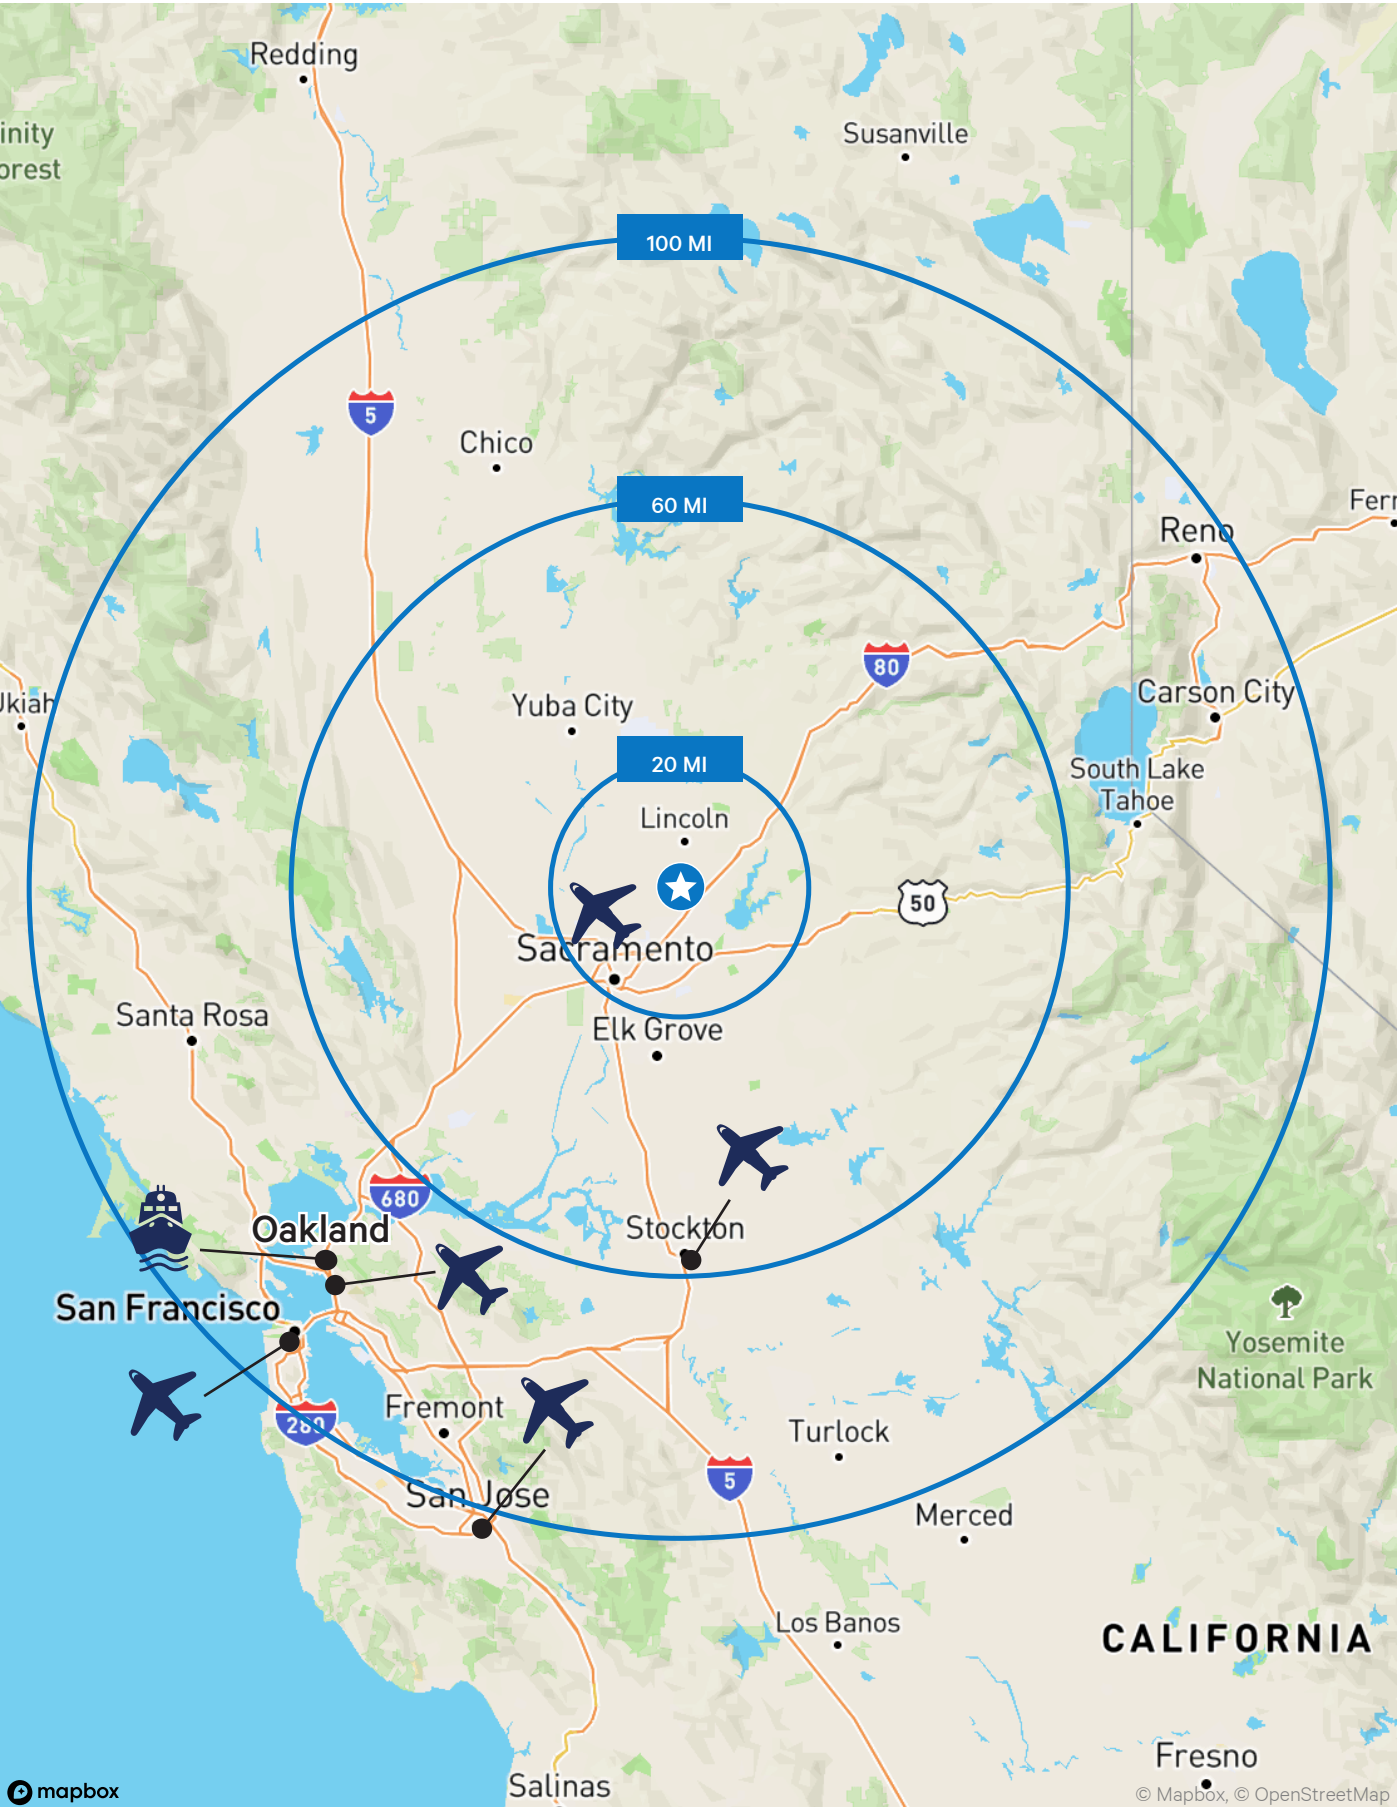 Redding
inity
orest
Susanville
100 MI
5
Chico
60 MI
Ferr
Reno
80
Ukiah
Yuba City
Carson City
20 MI
South Lake
Tahoe
Lincoln
50
Sacramento
Santa Rosa
Elk Grove
680
Oakland
Stockton
San Francisco
Yosemite
National Park
280
Fremont
Turlock
5
San Jose
Merced
Los Banos
CALIFORNIA
Fresno
Salinas
mapbox
© Mapbox, © OpenStreetMap